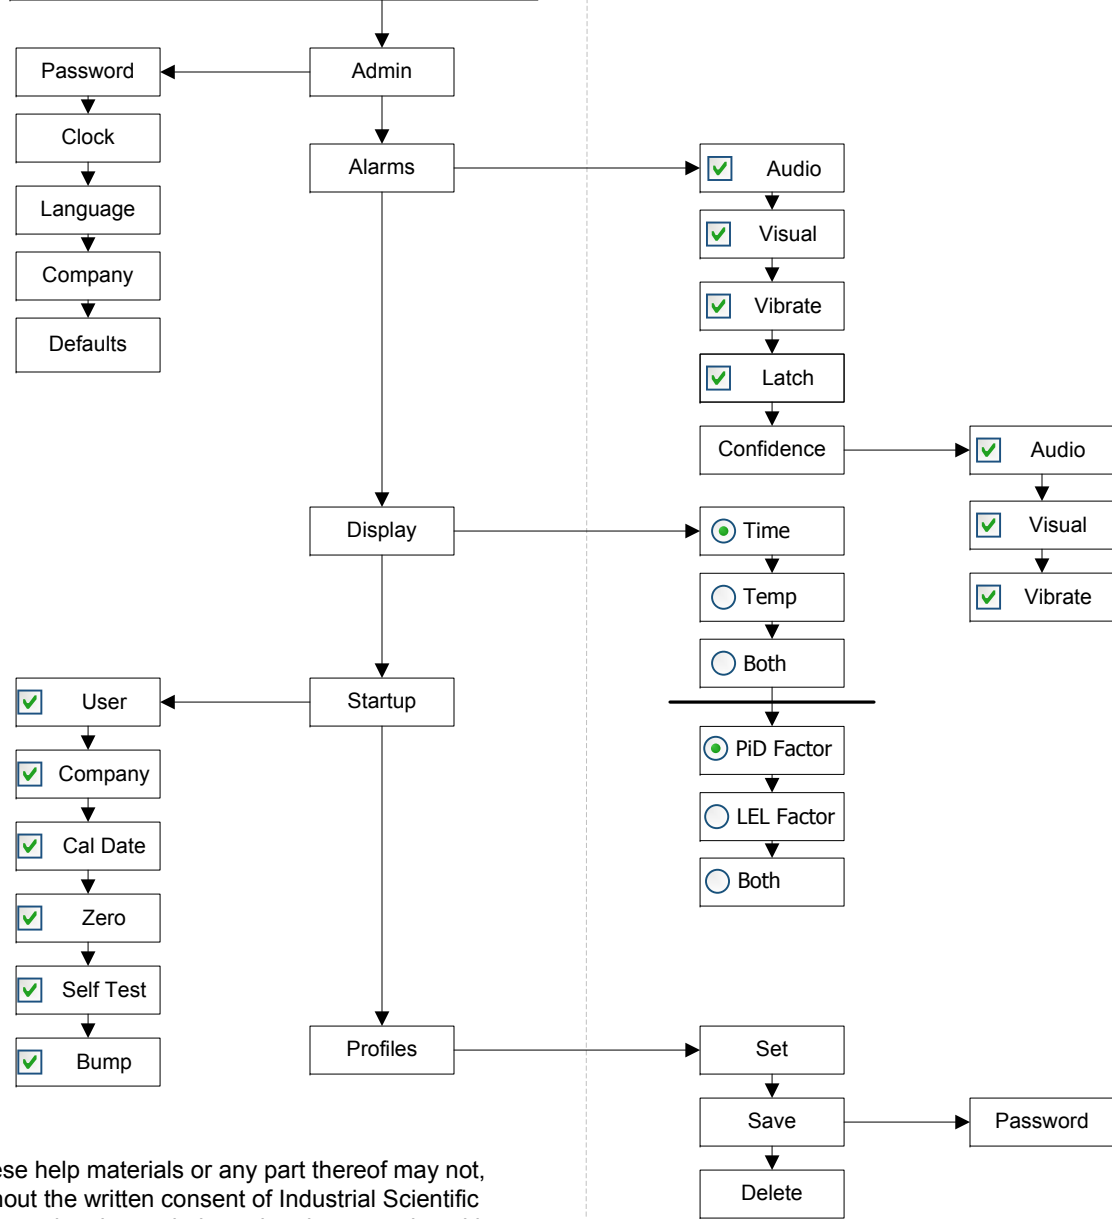 Admin
Password
Clock
Language
Company
Defaults
Alarms
Audio
Visual
Vibrate
Latch
Confidence
Audio
Visual
Vibrate
Display
Time
Temp
Both
PiD Factor
LEL Factor
Both
Startup
User
Company
Cal Date
Zero
Self Test
Bump
Profiles
Set
Save
Password
Delete
ese help materials or any part thereof may not,
hout the written consent of Industrial Scientific